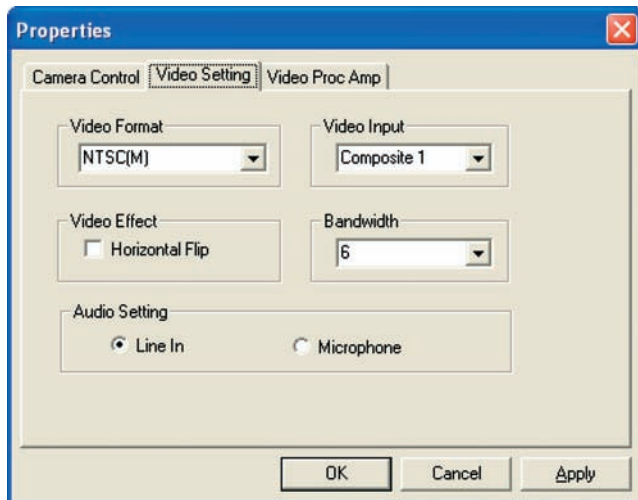 Properties
Camera Control Video Setting Video Proc Amp
Video Format Video Input
NTSC(M) Composite 1
Video Effect Bandwidth
Horizontal Flip 6
Audio Setting
Line In Microphone
OK Cancel Apply